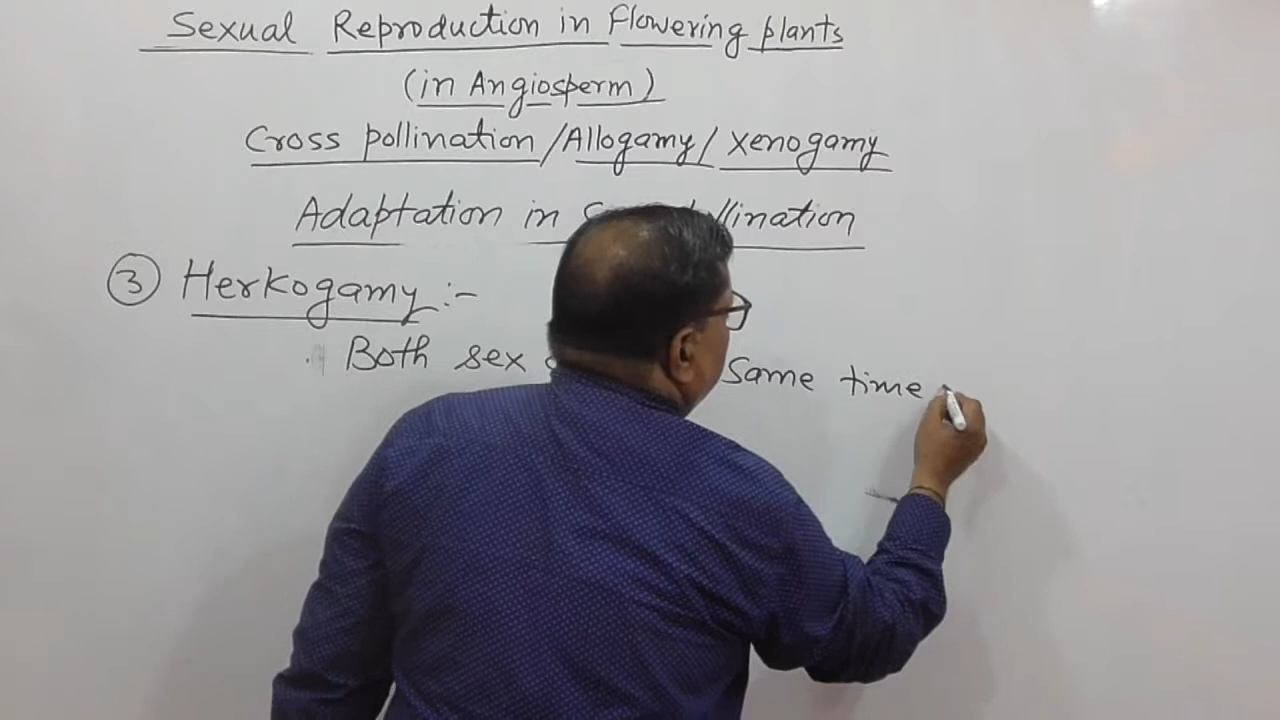 Sexual Reproduction in Flowering plants
(in Angiosperm)
Cross pollination/Allogamy/Xenogamy
Adaptation in
③ Herkogamy :-
Both sex Same time